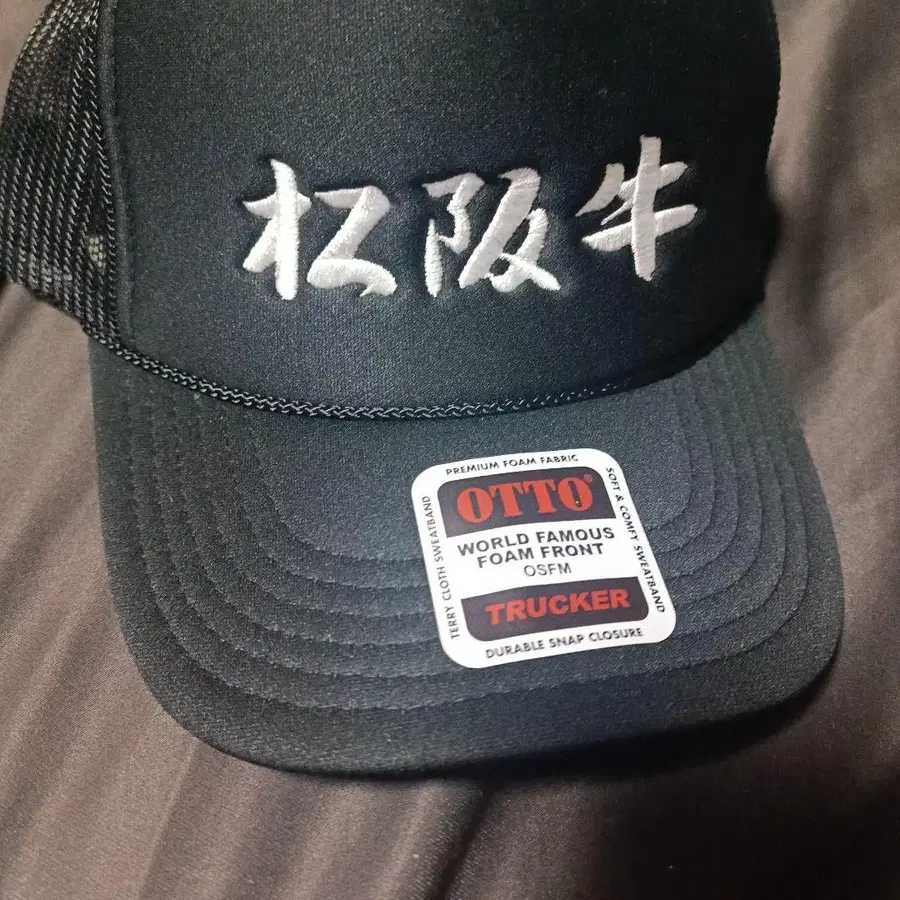 松阪牛
PREMIUM FOAM FABRIC
OTTO®
WORLD FAMOUS
FOAM FRONT
OSFM
TRUCKER
DURABLE SNAP CLOSURE
TERRY CLOTH SWEATBAND
SOFT & COMFY SWEATBAND